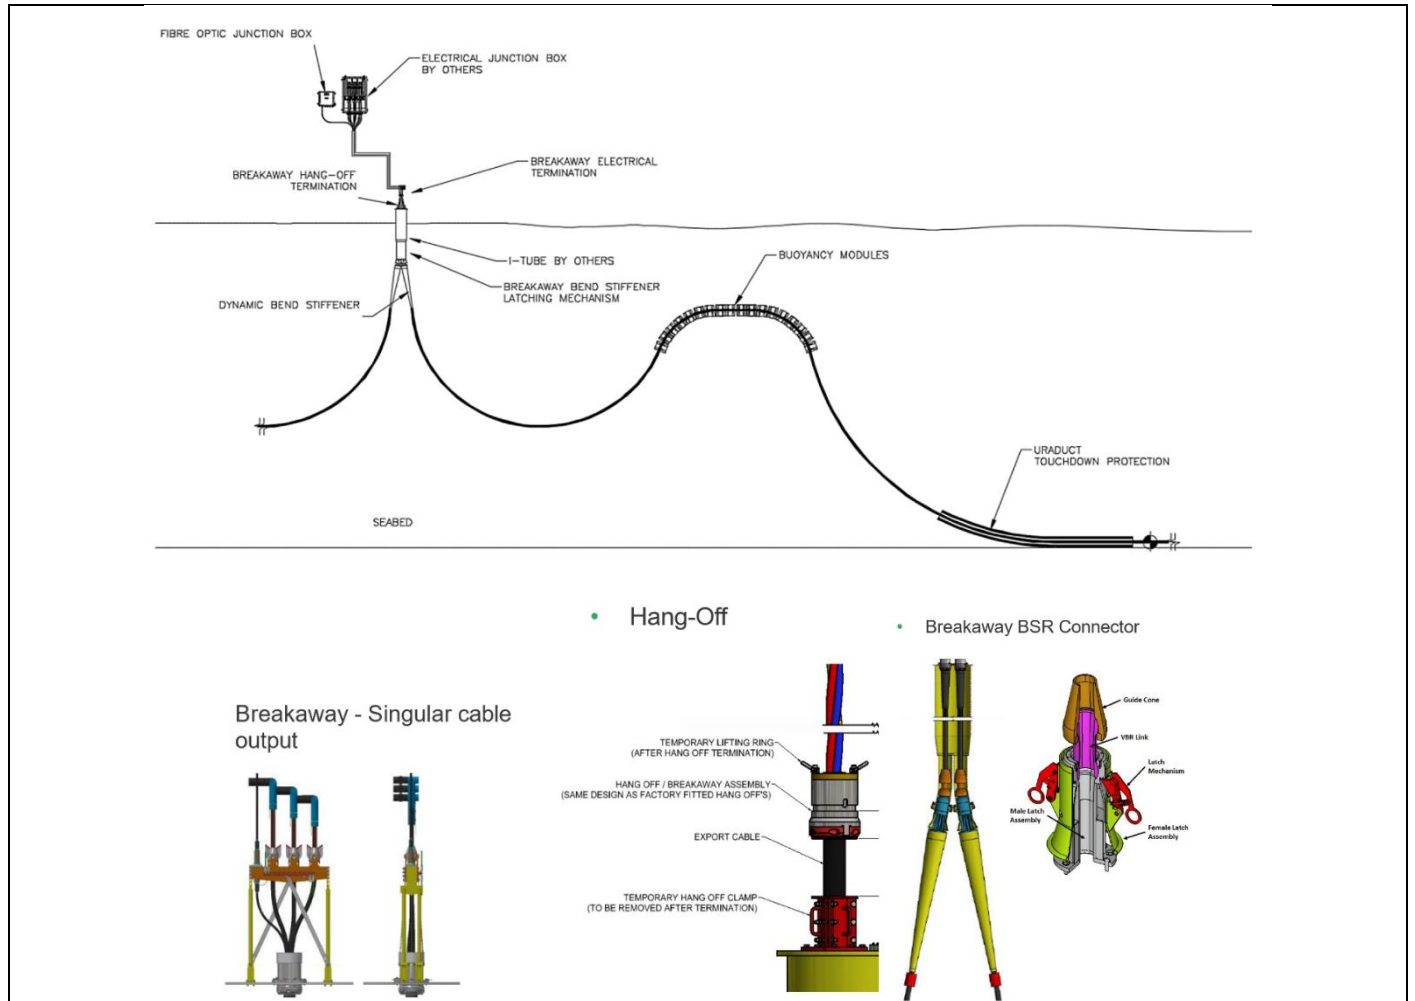 FIBRE OPTIC JUNCTION BOX
ELECTRICAL JUNCTION BOX
BY OTHERS
BREAKAWAY HANG-OFF
TERMINATION
BREAKAWAY ELECTRICAL
TERMINATION
I-TUBE BY OTHERS
BREAKAWAY BEND STIFFENER
LATCHING MECHANISM
DYNAMIC BEND STIFFENER
BUOYANCY MODULES
URADUCT
TOUCHDOWN PROTECTION
SEABED
• Hang-Off
• Breakaway BSR Connector
Breakaway - Singular cable
output
TEMPORARY LIFTING RING
(AFTER HANG OFF TERMINATION)
HANG OFF / BREAKAWAY ASSEMBLY
(SAME DESIGN AS FACTORY FITTED HANG OFF'S)
EXPORT CABLE
TEMPORARY HANG OFF CLAMP
(TO BE REMOVED AFTER TERMINATION)
Guide Cone
VBR Link
Latch
Mechanism
Male Latch
Assembly
Female Latch
Assembly